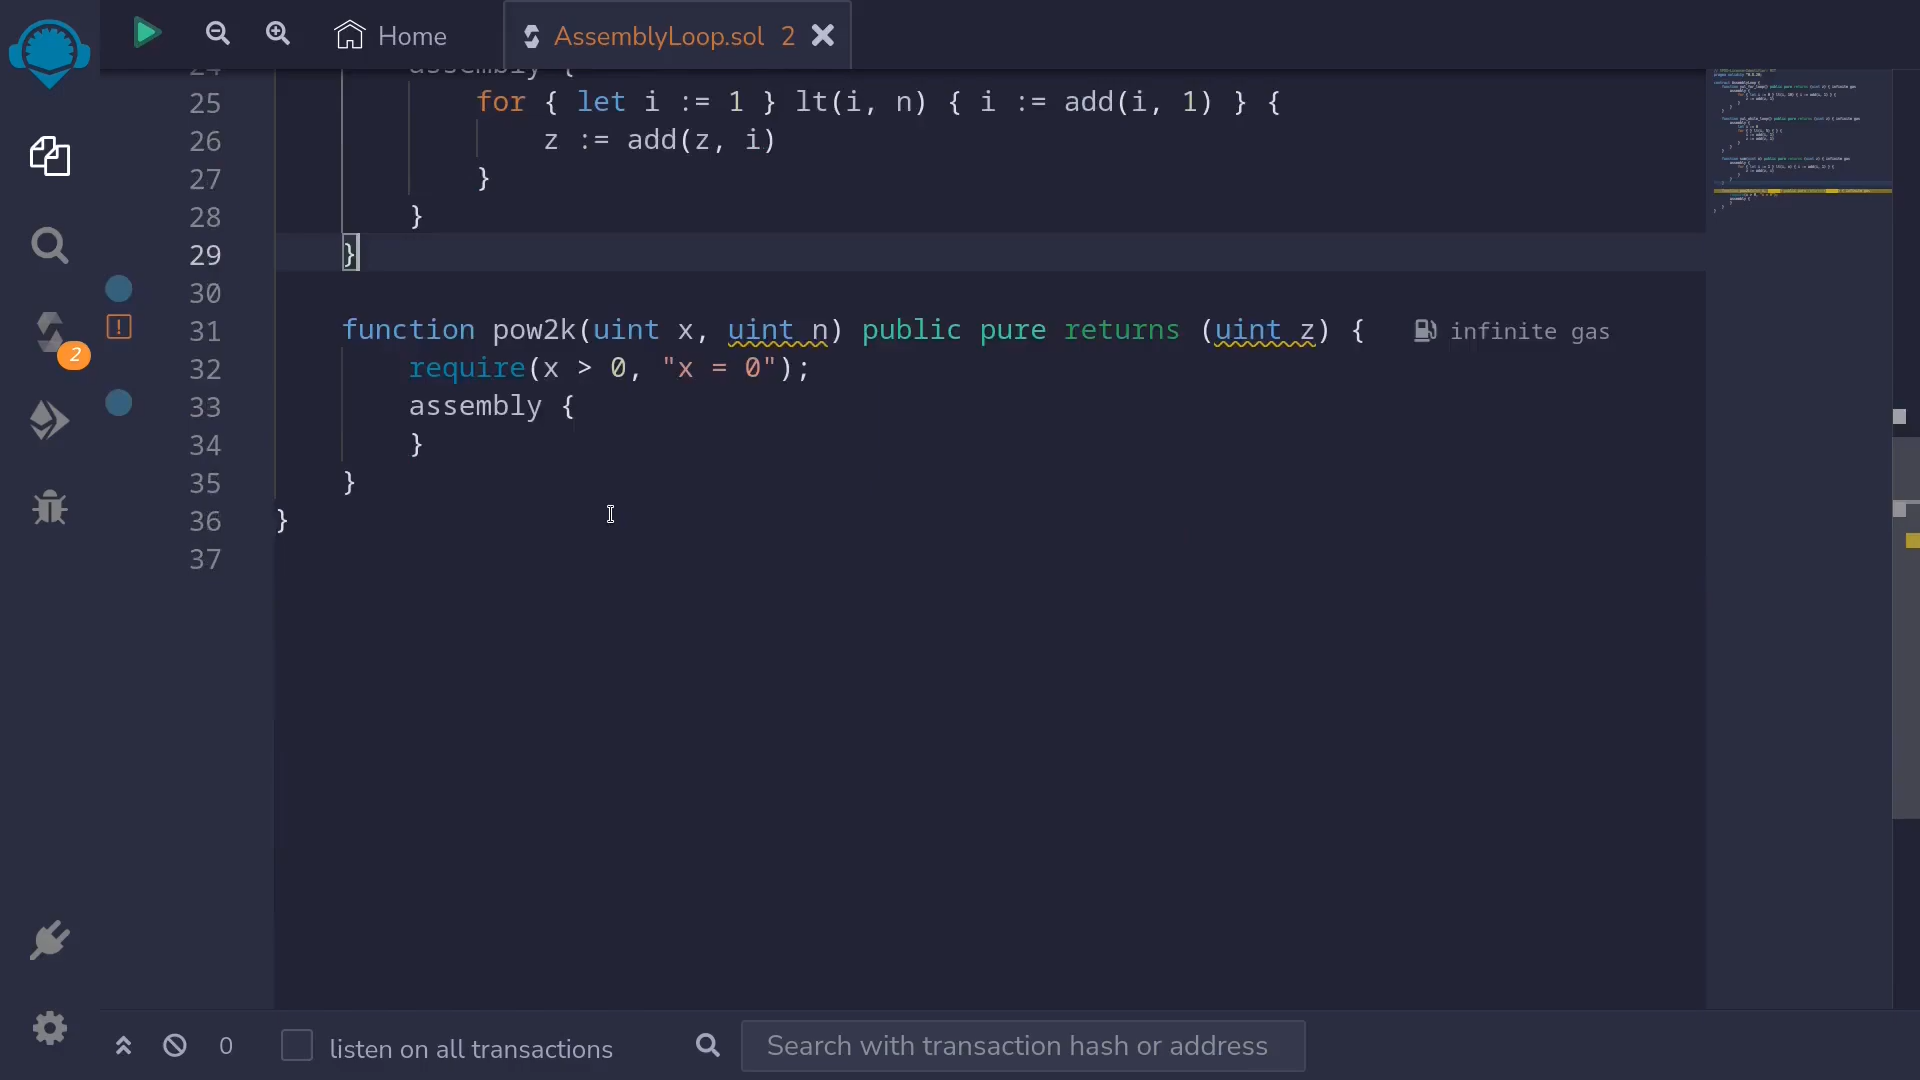 Home
AssemblyLoop.sol 2
24 assembly {
25 for { let i := 1 } lt(i, n) { i := add(i, 1) } {
26 z := add(z, i)
27 }
28 }
29 }
30
31 function pow2k(uint x, uint n) public pure returns (uint z) { infinite gas
32 require(x > 0, "x = 0");
33 assembly {
34 }
35 }
36 }
37
2
0
listen on all transactions
Search with transaction hash or address